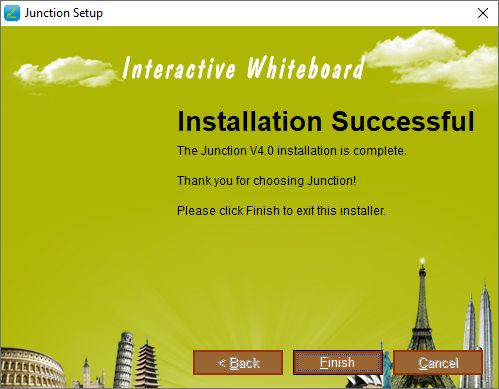 Junction Setup
Interactive Whiteboard
Installation Successful
The Junction V4.0 installation is complete.
Thank you for choosing Junction!
Please click Finish to exit this installer.
< Back
Finish
Cancel